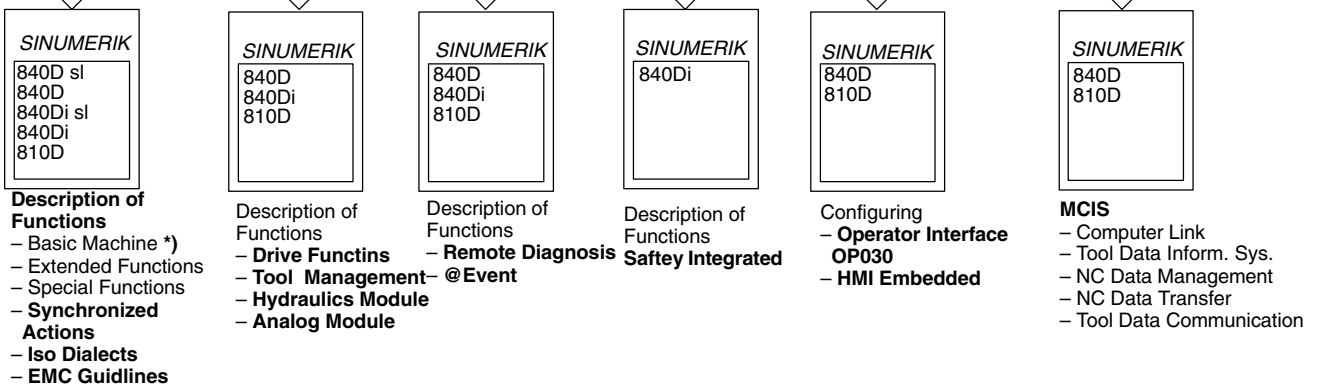 SINUMERIK
840D sl
840D
840Di sl
840Di
810D
Description of
Functions
– Basic Machine *)
– Extended Functions
– Special Functions
– Synchronized
Actions
– Iso Dialects
– EMC Guidlines
SINUMERIK
840D
840Di
810D
Description of
Functions
– Drive Functins
– Tool Management
– Hydraulics Module
– Analog Module
SINUMERIK
840D
840Di
810D
Description of
Functions
– Remote Diagnosis
– @Event
SINUMERIK
840Di
Description of
Functions
Saftey Integrated
SINUMERIK
840D
810D
Configuring
– Operator Interface
OP030
– HMI Embedded
SINUMERIK
840D
810D
MCIS
– Computer Link
– Tool Data Inform. Sys.
– NC Data Management
– NC Data Transfer
– Tool Data Communication